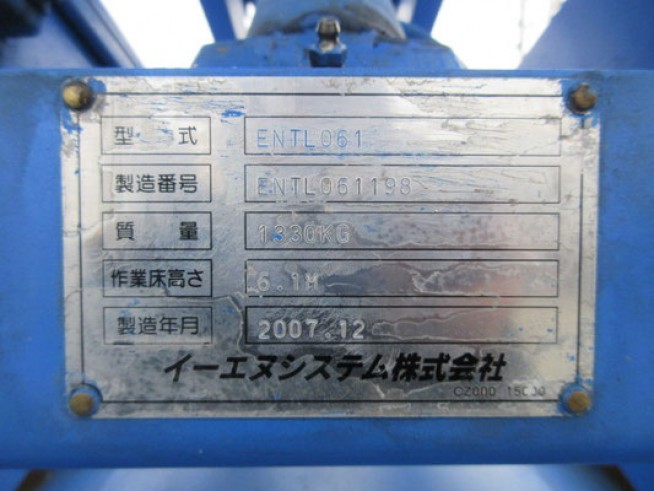 型 式 ENTL061
製造番号 ENTL061198
質 量 1330KG
作業床高さ 6.1M
製造年月 2007.12
イーエヌシステム株式会社